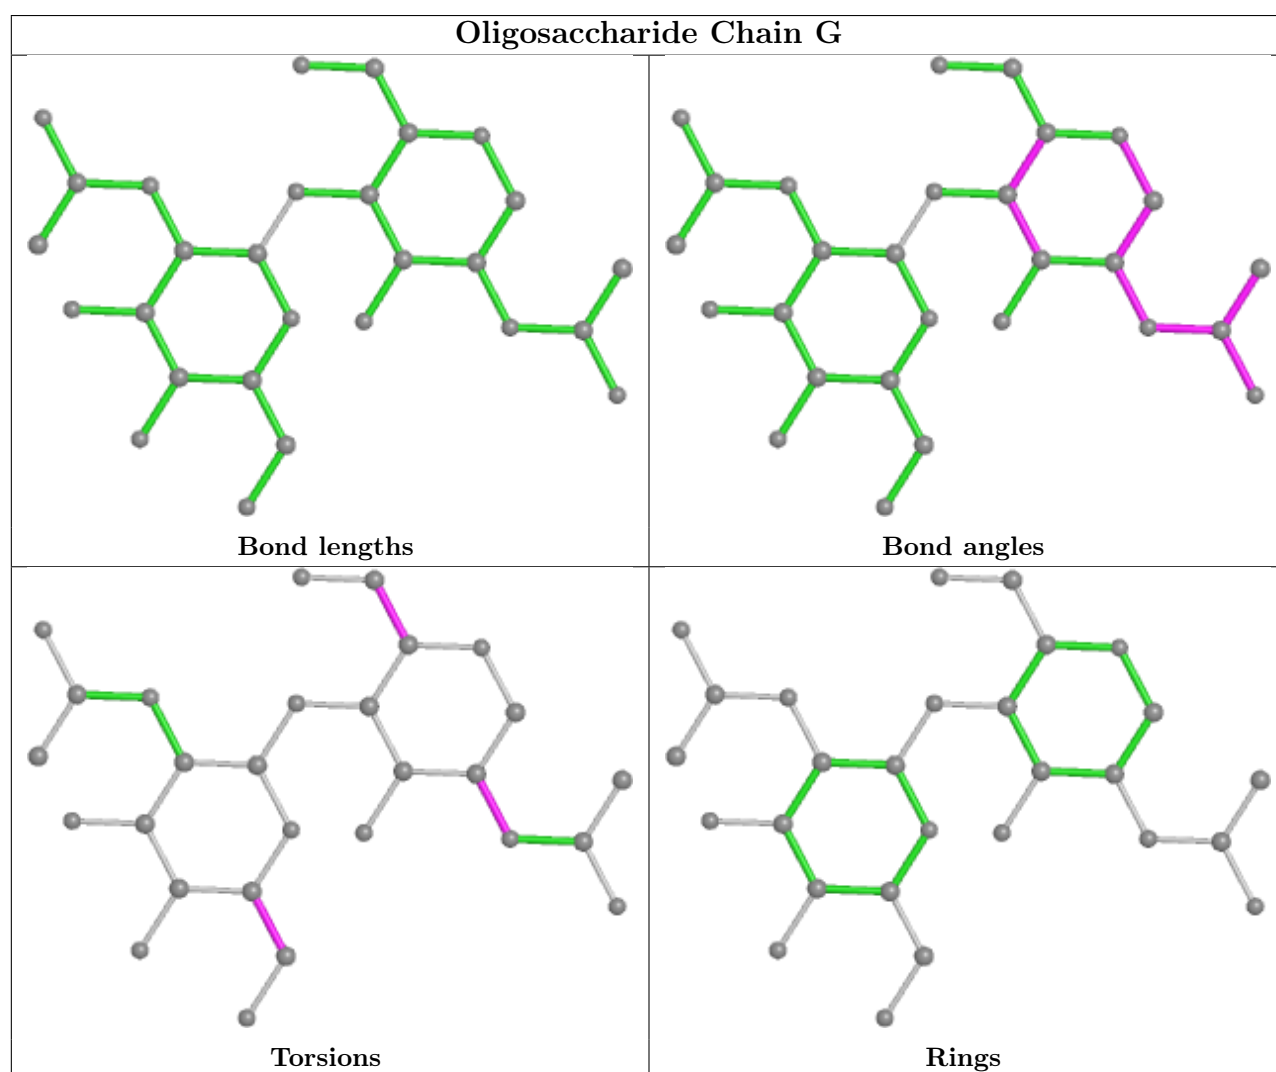 Oligosaccharide Chain G
Bond lengths
Bond angles
Torsions
Rings